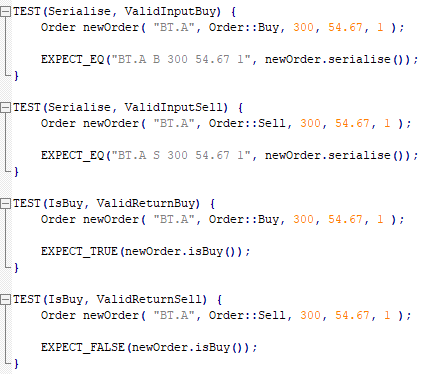 TEST(Serialise, ValidInputBuy) {
    Order newOrder( "BT.A", Order::Buy, 300, 54.67, 1 );

    EXPECT_EQ("BT.A B 300 54.67 1", newOrder.serialise());
}

TEST(Serialise, ValidInputSell) {
    Order newOrder( "BT.A", Order::Sell, 300, 54.67, 1 );

    EXPECT_EQ("BT.A S 300 54.67 1", newOrder.serialise());
}

TEST(IsBuy, ValidReturnBuy) {
    Order newOrder( "BT.A", Order::Buy, 300, 54.67, 1 );

    EXPECT_TRUE(newOrder.isBuy());
}

TEST(IsBuy, ValidReturnSell) {
    Order newOrder( "BT.A", Order::Sell, 300, 54.67, 1 );

    EXPECT_FALSE(newOrder.isBuy());
}